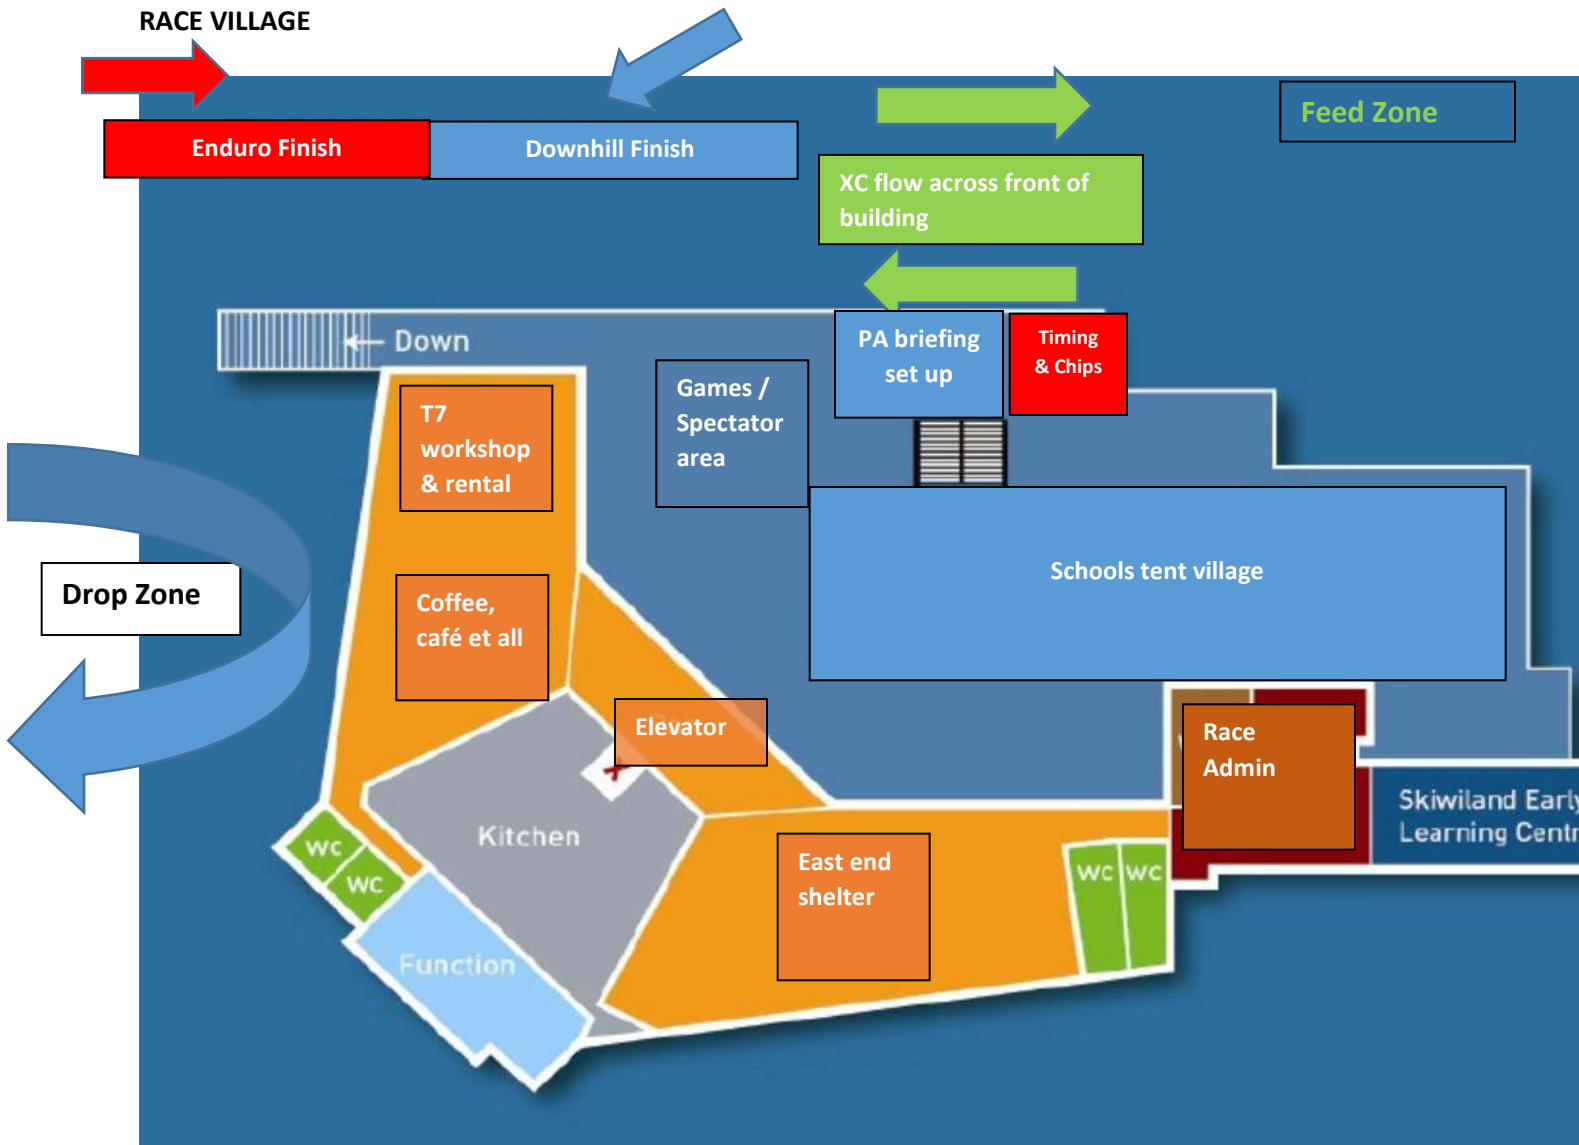 RACE VILLAGE
Feed Zone
Enduro Finish
Downhill Finish
XC flow across front of
building
Down
PA briefing
set up
Timing
& Chips
Games /
Spectator
area
T7
workshop
& rental
Schools tent village
Drop Zone
Coffee,
café et all
Elevator
Race
Admin
Skiwiland Early
Learning Centr
Kitchen
WC
WC
East end
shelter
WC
WC
Function